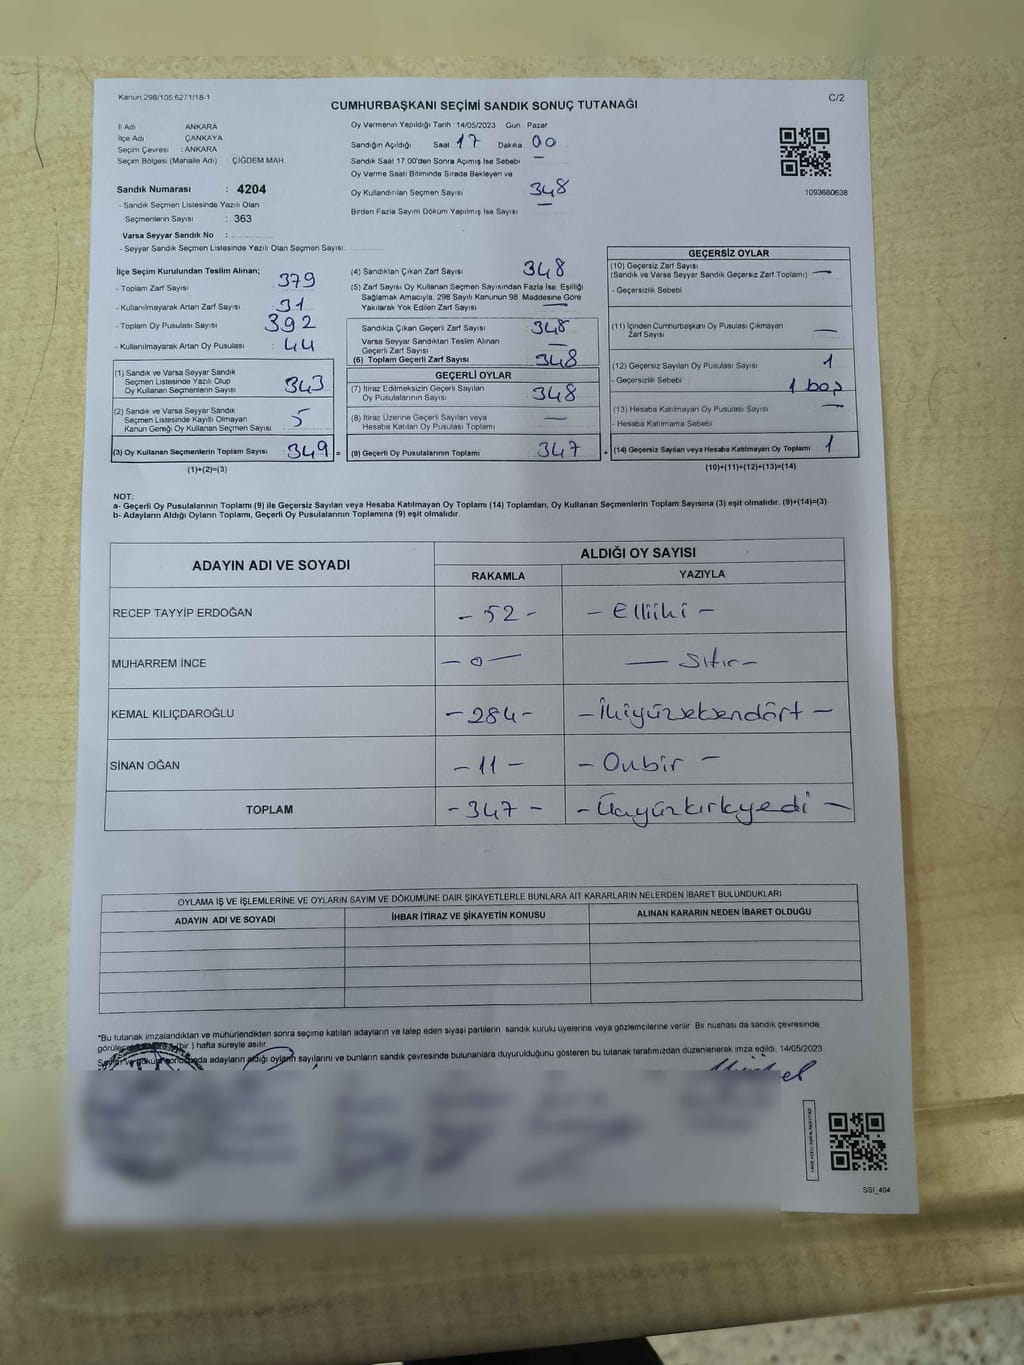 Kanun:298/105;6271/18-1
CUMHURBAŞKANI SEÇİMİ SANDIK SONUÇ TUTANAĞI
C/2
İl Adı ANKARA
İlçe Adı ÇANKAYA
Seçim Çevresi : ANKARA
Seçim Bölgesi (Mahalle Adı) : ÇİĞDEM MAH.
Sandık Numarası : 4204
- Sandık Seçmen Listesinde Yazılı Olan
Seçmenlerin Sayısı : 363
Varsa Seyyar Sandık No :
- Seyyar Sandık Seçmen Listesinde Yazılı Olan Seçmen Sayısı:
Oy Vermenin Yapıldığı Tarih : 14/05/2023 Gün Pazar
Sandığın Açıldığı Saat 17 Dakika 00
Sandık Saat 17.00'den Sonra Açımış İse Sebebi —
Oy Verme Saati Bitiminde Sırada Bekleyen ve
Oy Kullandırılan Seçmen Sayısı 348
Birden Fazla Sayım Döküm Yapılmış İse Sayısı —
1093680638
İlçe Seçim Kurulundan Teslim Alınan;
- Toplam Zarf Sayısı : 379
- Kullanılmayarak Artan Zarf Sayısı : 31
- Toplam Oy Pusulası Sayısı : 392
- Kullanılmayarak Artan Oy Pusulası : 44
(1) Sandık ve Varsa Seyyar Sandık
Seçmen Listesinde Yazılı Olup
Oy Kullanan Seçmenlerin Sayısı : 343
(2) Sandık ve Varsa Seyyar Sandık
Seçmen Listesinde Kayıtlı Olmayan
Kanun Gereği Oy Kullanan Seçmen Sayısı : 5
(3) Oy Kullanan Seçmenlerin Toplam Sayısı : 349 =
(1)+(2)=(3)
(4) Sandıktan Çıkan Zarf Sayısı 348
(5) Zarf Sayısı Oy Kullanan Seçmen Sayısından Fazla İse, Eşitliği
Sağlamak Amacıyla, 298 Sayılı Kanunun 98. Maddesine Göre
Yakılarak Yok Edilen Zarf Sayısı —
Sandıkta Çıkan Geçerli Zarf Sayısı 348
Varsa Seyyar Sandıktan Teslim Alınan
Geçerli Zarf Sayısı —
(6) Toplam Geçerli Zarf Sayısı 348
GEÇERLİ OYLAR
(7) İtiraz Edilmeksizin Geçerli Sayılan
Oy Pusulalarının Sayısı 348
(8) İtiraz Üzerine Geçerli Sayılan veya
Hesaba Katılan Oy Pusulası Toplamı —
(9) Geçerli Oy Pusulalarının Toplamı 347 +
GEÇERSİZ OYLAR
(10) Geçersiz Zarf Sayısı
(Sandık ve Varsa Seyyar Sandık Geçersiz Zarf Toplamı) —
- Geçersizlik Sebebi
(11) İçinden Cumhurbaşkanı Oy Pusulası Çıkmayan
Zarf Sayısı —
(12) Geçersiz Sayılan Oy Pusulası Sayısı 1
- Geçersizlik Sebebi 1 boş
(13) Hesaba Katılmayan Oy Pusulası Sayısı —
- Hesaba Katılmama Sebebi
(14) Geçersiz Sayılan veya Hesaba Katılmayan Oy Toplamı 1
(10)+(11)+(12)+(13)=(14)
NOT:
a- Geçerli Oy Pusulalarının Toplamı (9) ile Geçersiz Sayılan veya Hesaba Katılmayan Oy Toplamı (14) Toplamları, Oy Kullanan Seçmenlerin Toplam Sayısına (3) eşit olmalıdır. (9)+(14)=(3)
b- Adayların Aldığı Oyların Toplamı, Geçerli Oy Pusulalarının Toplamına (9) eşit olmalıdır.
ADAYIN ADI VE SOYADI
ALDIĞI OY SAYISI
RAKAMLA YAZIYLA
RECEP TAYYİP ERDOĞAN - 52 - - Elliiki -
MUHARREM İNCE — 0 — — Sıfır -
KEMAL KILIÇDAROĞLU - 284 - - İkiyüzseksendört -
SİNAN OĞAN - 11 - - Onbir -
TOPLAM - 347 - - Üçyüzkırkyedi -
OYLAMA İŞ VE İŞLEMLERİNE VE OYLARIN SAYIM VE DÖKÜMÜNE DAİR ŞİKAYETLERLE BUNLARA AİT KARARLARIN NELERDEN İBARET BULUNDUKLARI
ADAYIN ADI VE SOYADI İHBAR İTİRAZ VE ŞİKAYETİN KONUSU ALINAN KARARIN NEDEN İBARET OLDUĞU
*Bu tutanak imzalandıktan ve mühürlendikten sonra seçime katılan adayların ve talep eden siyasi partilerin sandık kurulu üyelerine veya gözlemcilerine verilir. Bir nüshası da sandık çevresinde
(bir) hafta süreyle asılır.
adayların aldığı oyların sayılarını ve bunların sandık çevresinde bulunanlara duyurulduğunu gösteren bu tutanak tarafımızdan düzenlenerek imza edildi. 14/05/2023
SSI_404